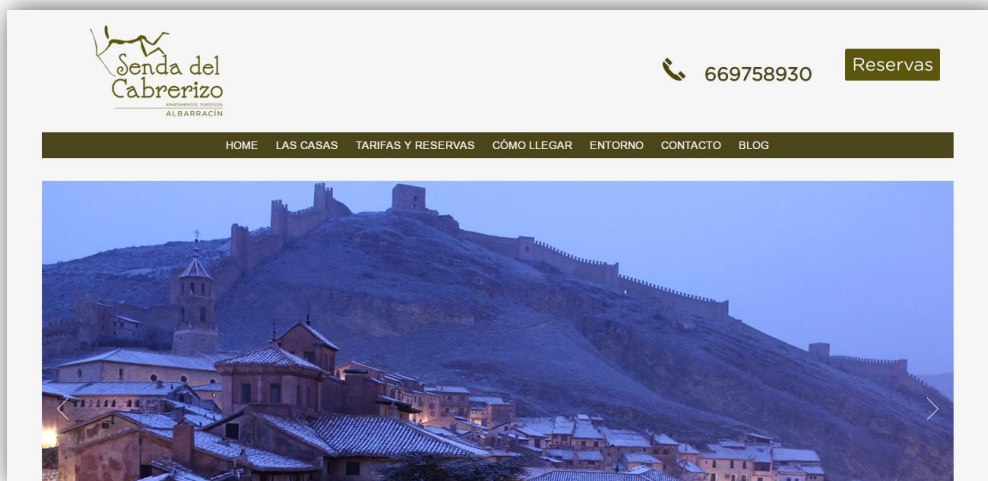 Senda del
Cabrerizo
APARTAMENTOS TURÍSTICOS
ALBARRACÍN
669758930
Reservas
HOME LAS CASAS TARIFAS Y RESERVAS CÓMO LLEGAR ENTORNO CONTACTO BLOG